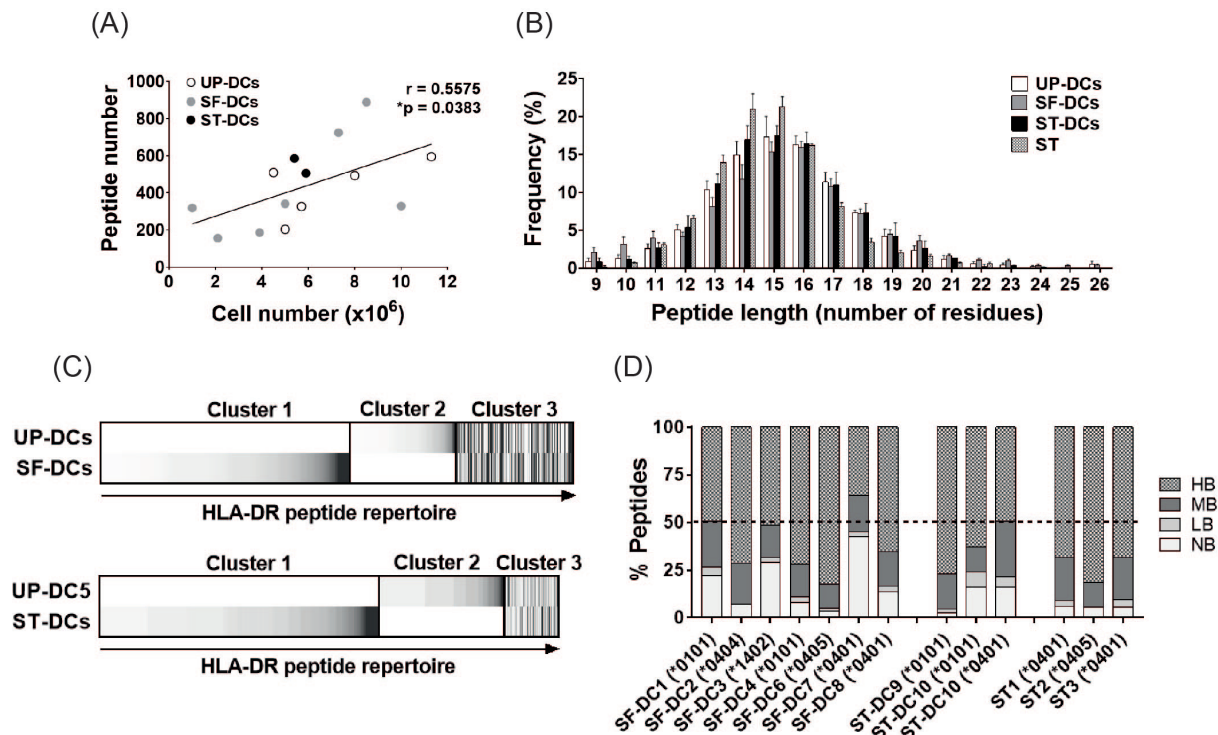 (A)
UP-DCs
SF-DCs
ST-DCs
r = 0.5575
*p = 0.0383
Peptide number
1000
800
600
400
200
0
0 2 4 6 8 10 12
Cell number (x10⁶)
(B)
UP-DCs
SF-DCs
ST-DCs
ST
Frequency (%)
25
20
15
10
5
0
9 10 11 12 13 14 15 16 17 18 19 20 21 22 23 24 25 26
Peptide length (number of residues)
(C)
Cluster 1 Cluster 2 Cluster 3
UP-DCs
SF-DCs
HLA-DR peptide repertoire
Cluster 1 Cluster 2 Cluster 3
UP-DC5
ST-DCs
HLA-DR peptide repertoire
(D)
% Peptides
100
75
50
25
0
HB
MB
LB
NB
SF-DC1 (*0101)
SF-DC2 (*0404)
SF-DC3 (*1402)
SF-DC4 (*0101)
SF-DC6 (*0405)
SF-DC7 (*0401)
SF-DC8 (*0401)
ST-DC9 (*0101)
ST-DC10 (*0101)
ST-DC10 (*0401)
ST1 (*0401)
ST2 (*0405)
ST3 (*0401)